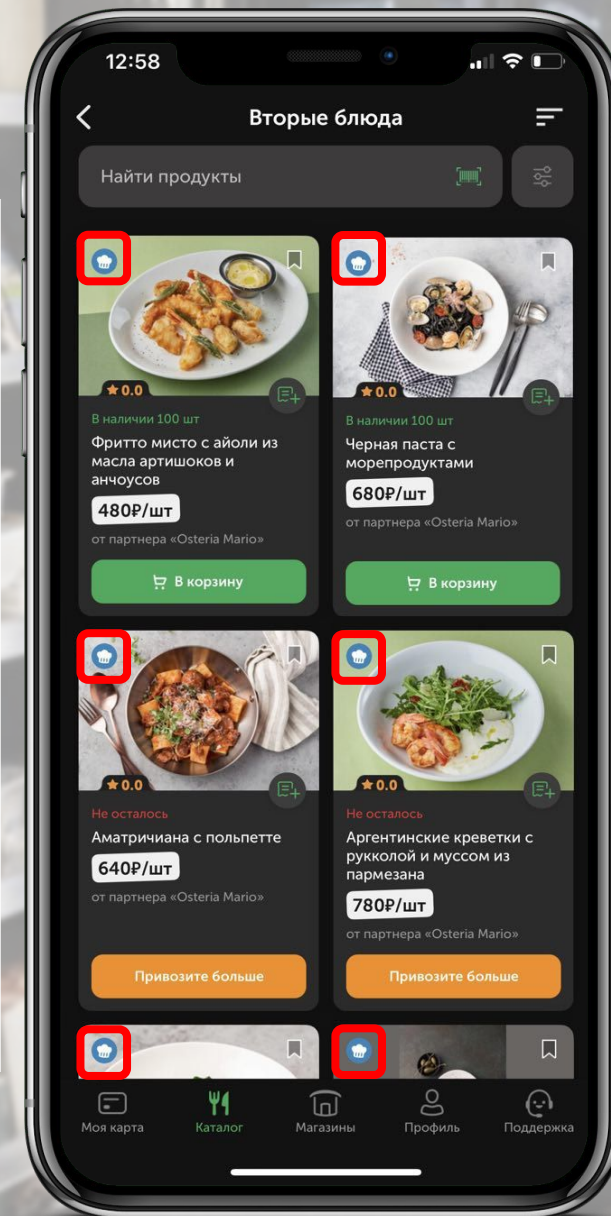 12:58
Вторые блюда
Найти продукты
0.0
0.0
В наличии 100 шт
Фритто мисто с айоли из
масла артишоков и
анчоусов
480₽/шт
от партнера «Osteria Mario»
В корзину
В наличии 100 шт
Черная паста с
морепродуктами
680₽/шт
от партнера «Osteria Mario»
В корзину
0.0
0.0
Не осталось
Аматричиана с польпетте
640₽/шт
от партнера «Osteria Mario»
Привозите больше
Не осталось
Аргентинские креветки с
рукколой и муссом из
пармезана
780₽/шт
от партнера «Osteria Mario»
Привозите больше
Моя карта
Каталог
Магазины
Профиль
Поддержка